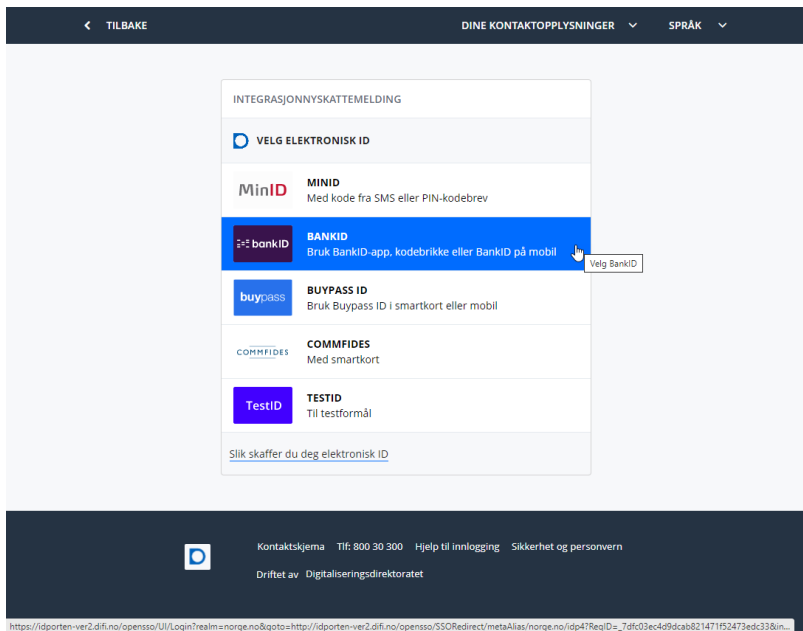 TILBAKE
DINE KONTAKTOPPLYSNINGER
SPRÅK
INTEGRASJONNYSKATTEMELDING
VELG ELEKTRONISK ID
MinID
MINID
Med kode fra SMS eller PIN-kodebrev
bankID
BANKID
Bruk BankID-app, kodebrikke eller BankID på mobil
Velg BankID
buypass
BUYPASS ID
Bruk Buypass ID i smartkort eller mobil
COMMFIDES
COMMFIDES
Med smartkort
TestID
TESTID
Til testformål
Slik skaffer du deg elektronisk ID
Kontaktskjema Tlf: 800 30 300 Hjelp til innlogging Sikkerhet og personvern
Driftet av Digitaliseringsdirektoratet
https://idporten-ver2.difi.no/opensso/UI/Login?realm=norge.no&goto=http://idporten-ver2.difi.no/opensso/SSORedirect/metaAlias/norge.no/idp4?ReqID=_7dfc03ec4d9dcab821471f52473edc33&in...